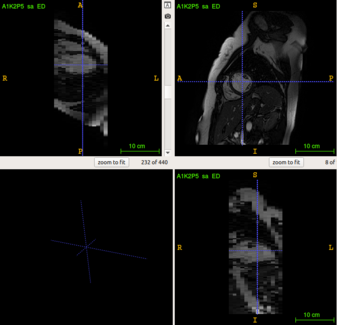 A1K2P5 sa ED
A
R
L
P
10 cm
zoom to fit
232 of 440
A
A1K2P5 sa ED
S
A
P
I
10 cm
zoom to fit
8 of
A1K2P5 sa ED
S
R
L
I
10 cm